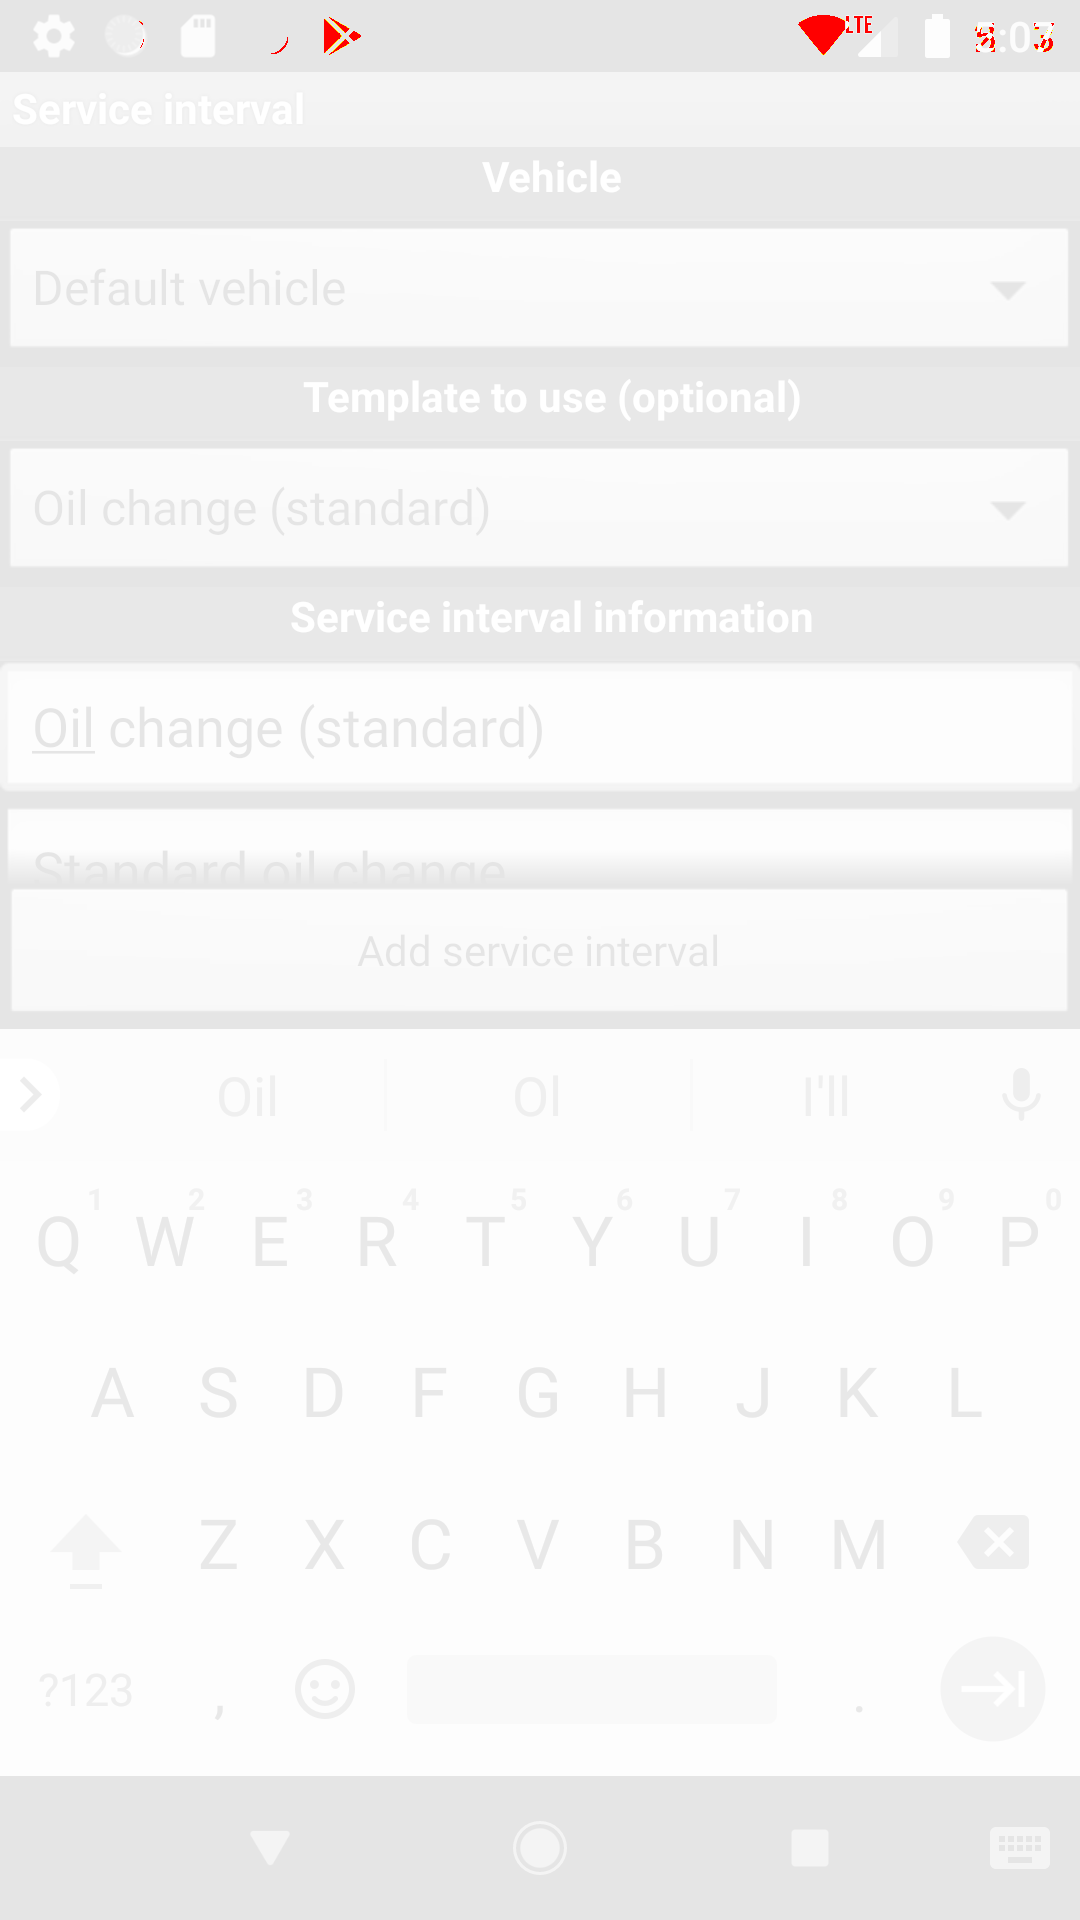 LTE
Service interval
Vehicle
Default vehicle
Template to use (optional)
Oil change (standard)
Service interval information
Oil change (standard)
Standard oil change
Add service interval
Oil Ol I'll
1 2 3 4 5 6 7 8 9 0
Q W E R T Y U I O P
A S D F G H J K L
Z X C V B N M
?123 , .